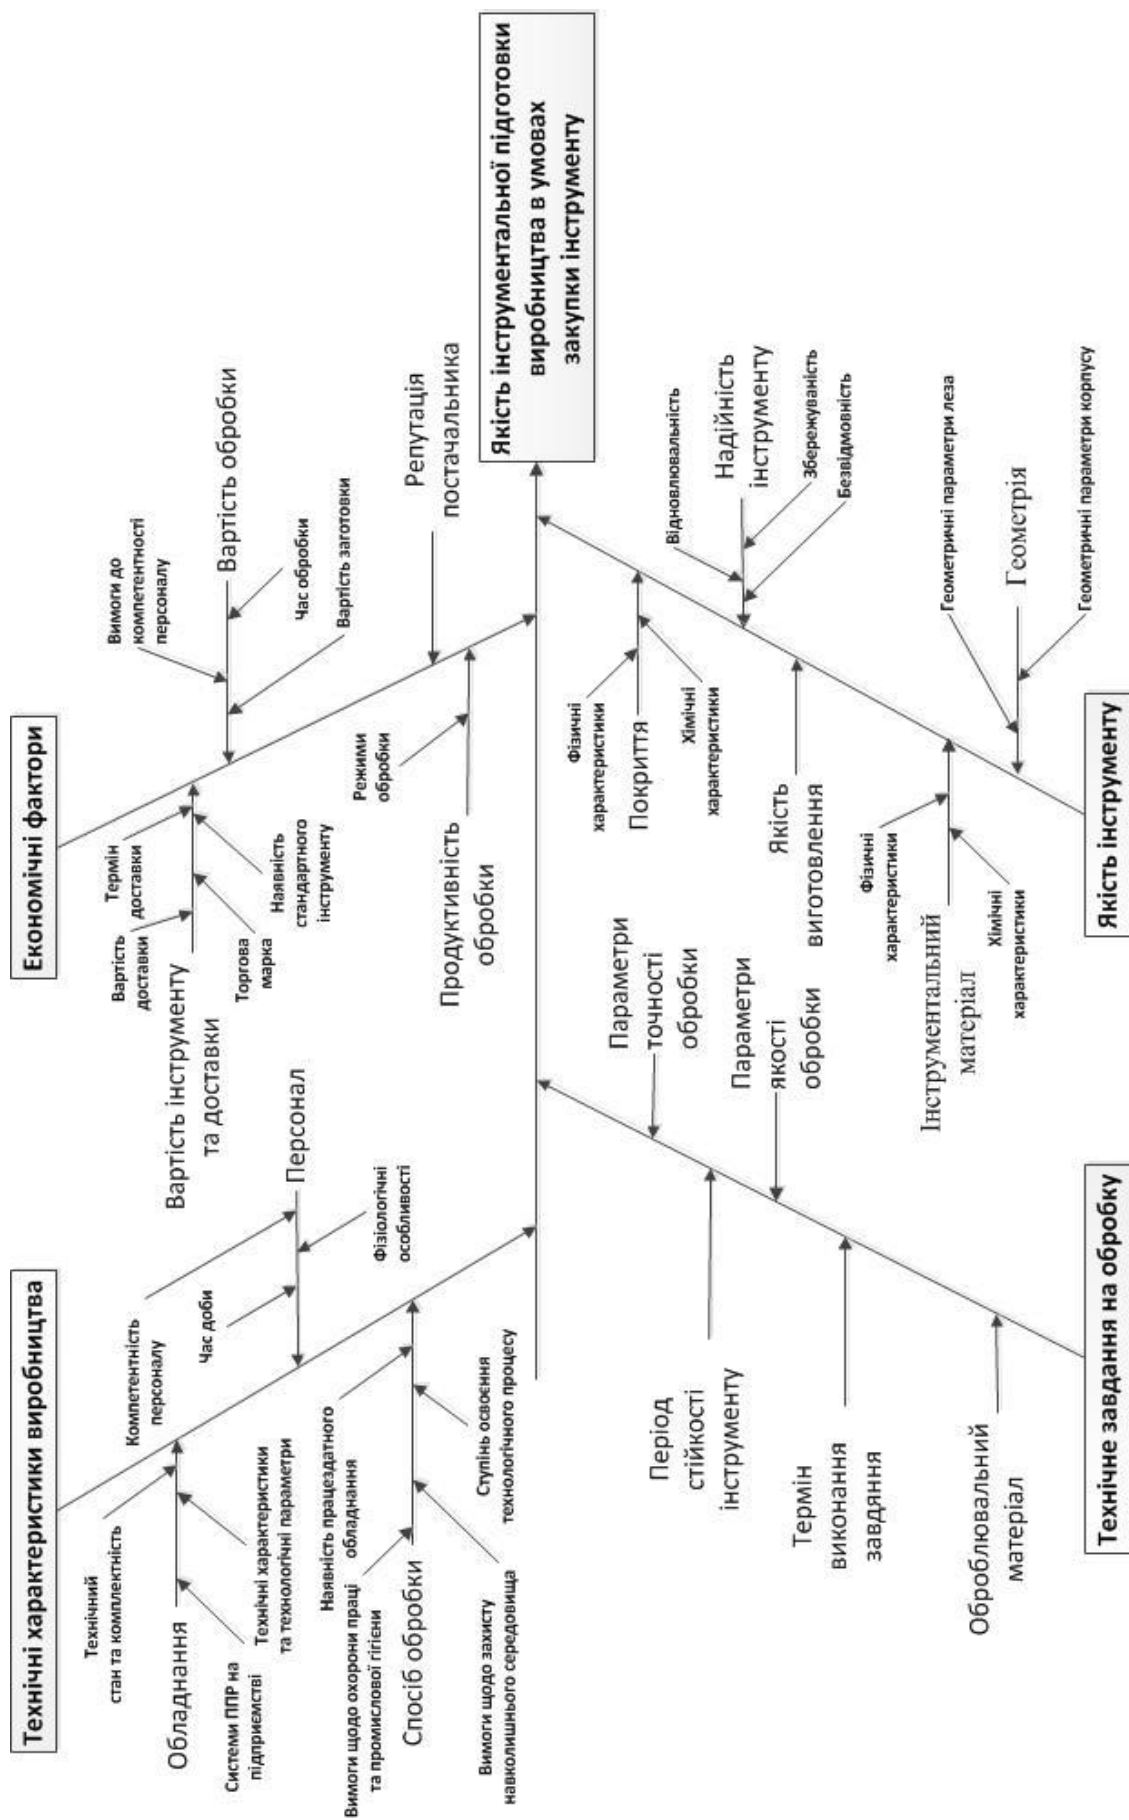 Технічні характеристики виробництва
Економічні фактори
Технічний
стан та комплектність
Обладнання
Системи ППР на
підприємстві
Технічні характеристики
та технологічні параметри
Компетентність
персоналу
Час доби
Персонал
Фізіологічні
особливості
Наявність працездатного
обладнання
Вимоги щодо охорони праці
та промислової гігієни
Спосіб обробки
Ступінь освоєння
технологічного процесу
Вимоги щодо захисту
навколишнього середовища
Вартість
доставки
Термін
доставки
Вартість інструменту
та доставки
Торгова
марка
Наявність
стандартного
інструменту
Вимоги до
компетентності
персоналу
Вартість обробки
Час обробки
Вартість заготовки
Режими
обробки
Продуктивність
обробки
Репутація
постачальника
Якість інструментальної підготовки
виробництва в умовах
закупки інструменту
Період
стійкості
інструменту
Термін
виконання
завдяння
Оброблювальний
матеріал
Параметри
точності
обробки
Параметри
якості
обробки
Фізичні
характеристики
Покриття
Хімічні
характеристики
Якість
виготовлення
Фізичні
характеристики
Інструментальний
матеріал
Хімічні
характеристики
Відновлювальність
Надійність
інструменту
Збережуваність
Безвідмовність
Геометричні параметри леза
Геометрія
Геометричні параметри корпусу
Технічне завдання на обробку
Якість інструменту